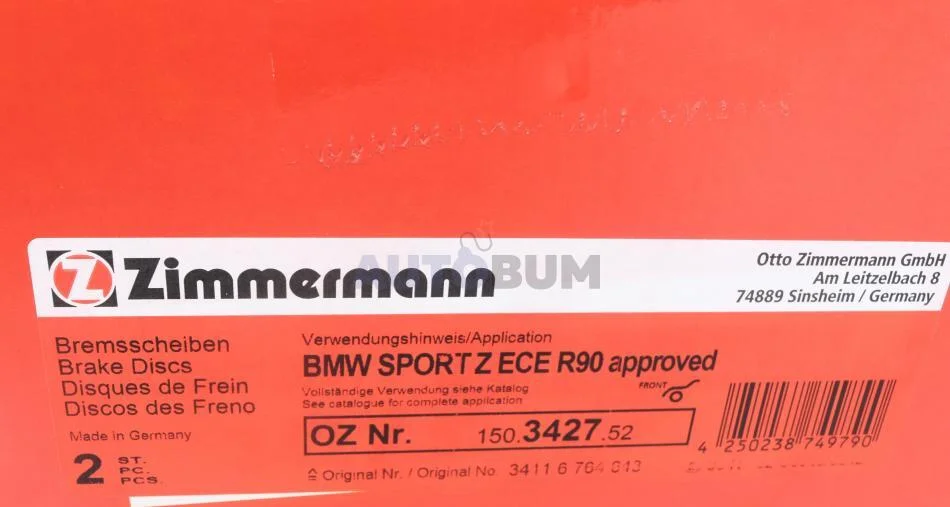 Zimmermann
AUTOBUM
Otto Zimmermann GmbH
Am Leitzelbach 8
74889 Sinsheim / Germany
Bremsscheiben
Brake Discs
Disques de Frein
Discos des Freno
Made in Germany
2 ST.
PC.
PCS.
Verwendungshinweis/Application
BMW SPORT Z ECE R90 approved
Vollständige Verwendung siehe Katalog
See catalogue for complete application
FRONT
OZ Nr. 150.3427.52
Original Nr. / Original No 3411 6 764 643
4 250238 749790